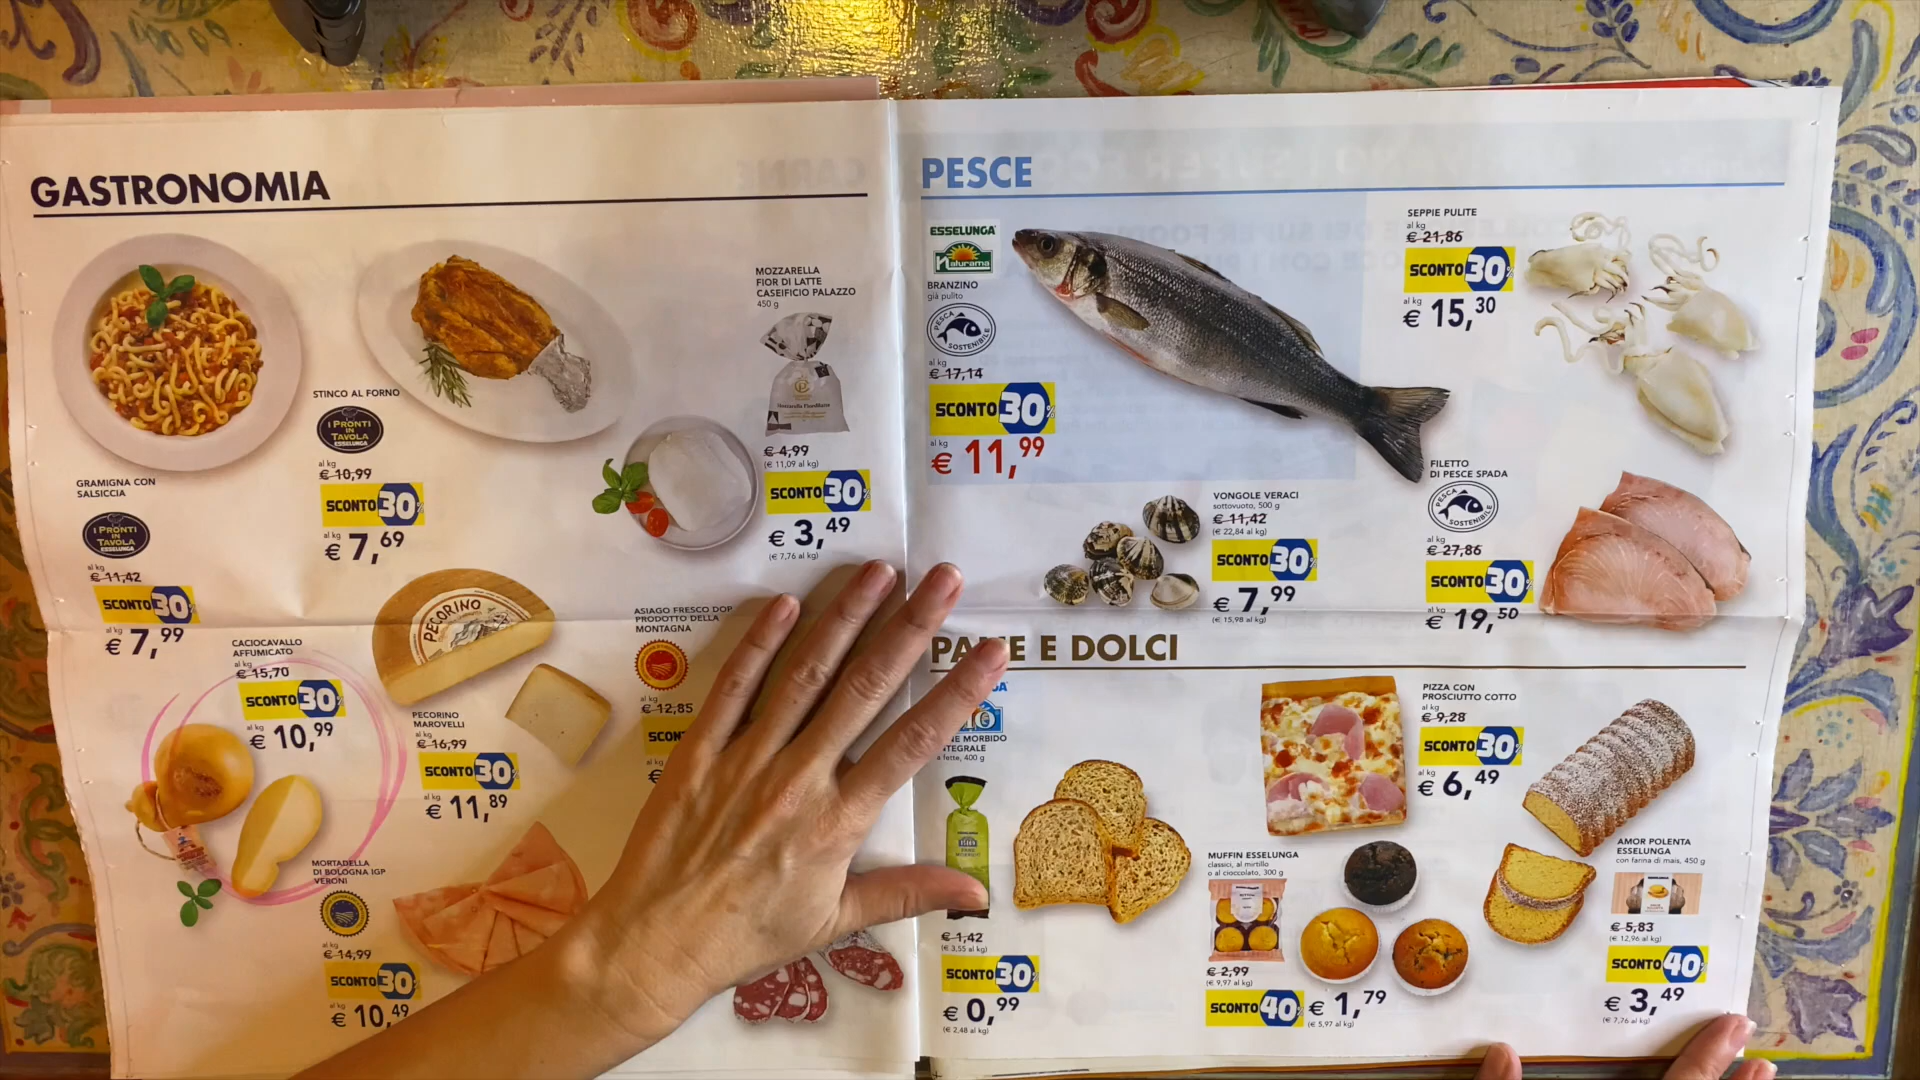 GASTRONOMIA
GRAMIGNA CON
SALSICCIA
I PRONTI
IN
TAVOLA
ESSELUNGA
al kg
€ 11,42
SCONTO 30%
al kg
€ 7,99
STINCO AL FORNO
I PRONTI
IN
TAVOLA
ESSELUNGA
al kg
€ 10,99
SCONTO 30%
al kg
€ 7,69
MOZZARELLA
FIOR DI LATTE
CASEIFICIO PALAZZO
450 g
€ 4,99
(€ 11,09 al kg)
SCONTO 30%
€ 3,49
(€ 7,76 al kg)
CACIOCAVALLO
AFFUMICATO
al kg
€ 15,70
SCONTO 30%
al kg
€ 10,99
PECORINO
PECORINO
MAROVELLI
al kg
€ 16,99
SCONTO 30%
al kg
€ 11,89
ASIAGO FRESCO DOP
PRODOTTO DELLA
MONTAGNA
al kg
€ 12,85
SCON
al kg
€
MORTADELLA
DI BOLOGNA IGP
VERONI
al kg
€ 14,99
SCONTO 30%
al kg
€ 10,49
PESCE
ESSELUNGA
Naturama
BRANZINO
già pulito
PESCA
SOSTENIBILE
al kg
€ 17,14
SCONTO 30%
al kg
€ 11,99
SEPPIE PULITE
al kg
€ 21,86
SCONTO 30%
al kg
€ 15,30
VONGOLE VERACI
sottovuoto, 500 g
€ 11,42
(€ 22,84 al kg)
SCONTO 30%
€ 7,99
(€ 15,98 al kg)
FILETTO
DI PESCE SPADA
PESCA
SOSTENIBILE
al kg
€ 27,86
SCONTO 30%
al kg
€ 19,50
PA E E DOLCI
BIO
NE MORBIDO
TEGRALE
a fette, 400 g
€ 1,42
(€ 3,55 al kg)
SCONTO 30%
€ 0,99
(€ 2,48 al kg)
PIZZA CON
PROSCIUTTO COTTO
al kg
€ 9,28
SCONTO 30%
al kg
€ 6,49
MUFFIN ESSELUNGA
classici, al mirtillo
o al cioccolato, 300 g
€ 2,99
(€ 9,97 al kg)
SCONTO 40%
€ 1,79
(€ 5,97 al kg)
AMOR POLENTA
ESSELUNGA
con farina di mais, 450 g
€ 5,83
(€ 12,96 al kg)
SCONTO 40%
€ 3,49
(€ 7,76 al kg)